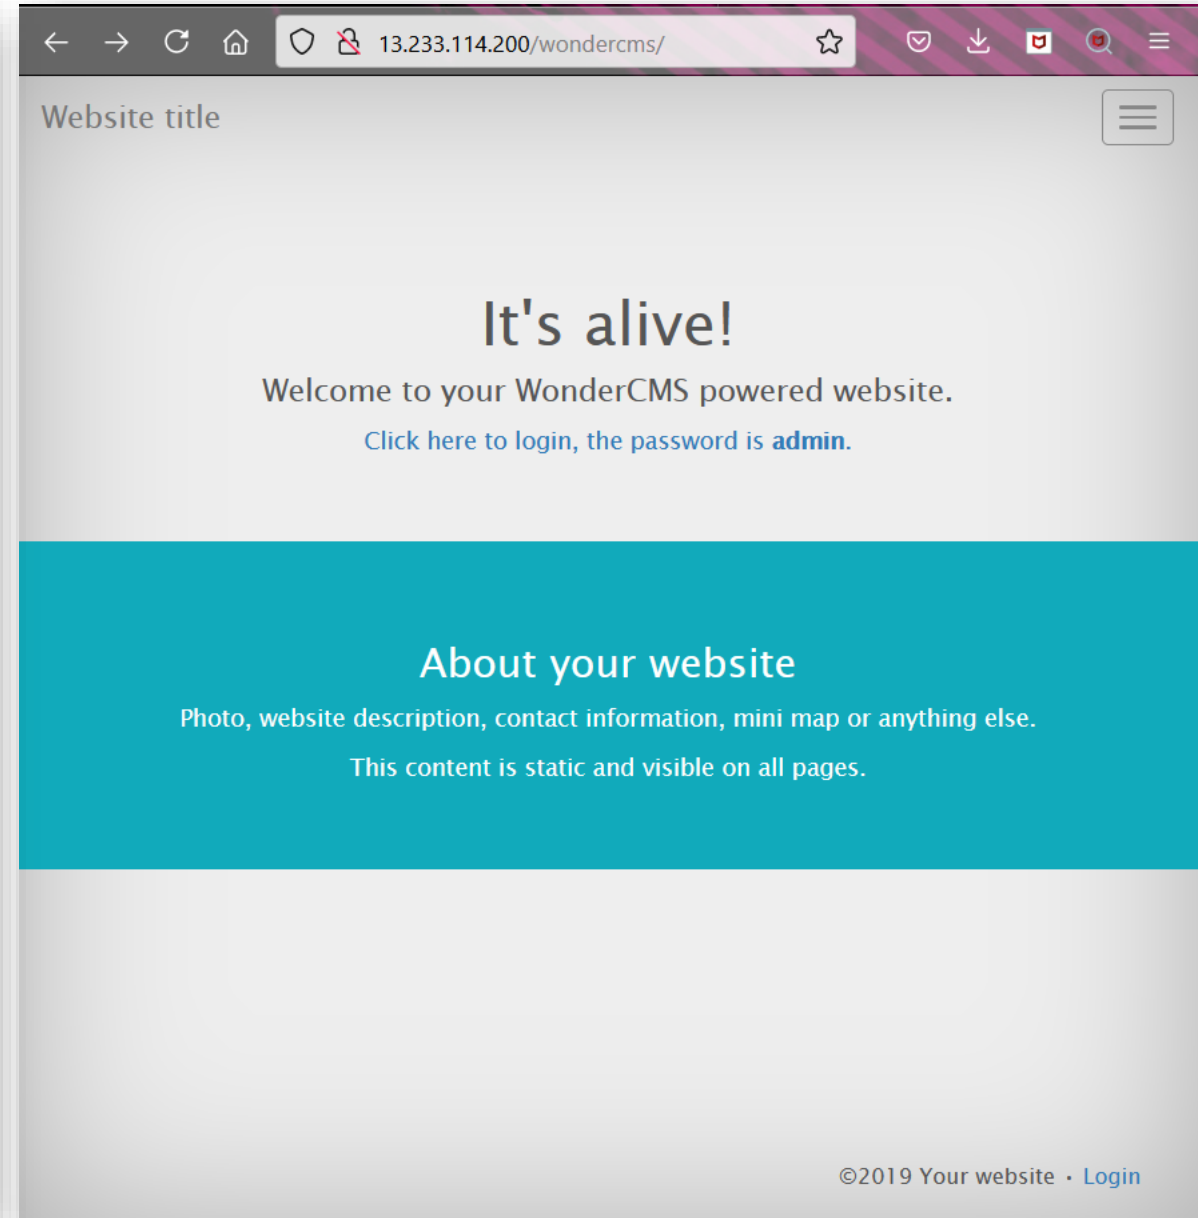 13.233.114.200/wondercms/
Website title
It's alive!
Welcome to your WonderCMS powered website.
Click here to login, the password is admin.
About your website
Photo, website description, contact information, mini map or anything else.
This content is static and visible on all pages.
©2019 Your website · Login